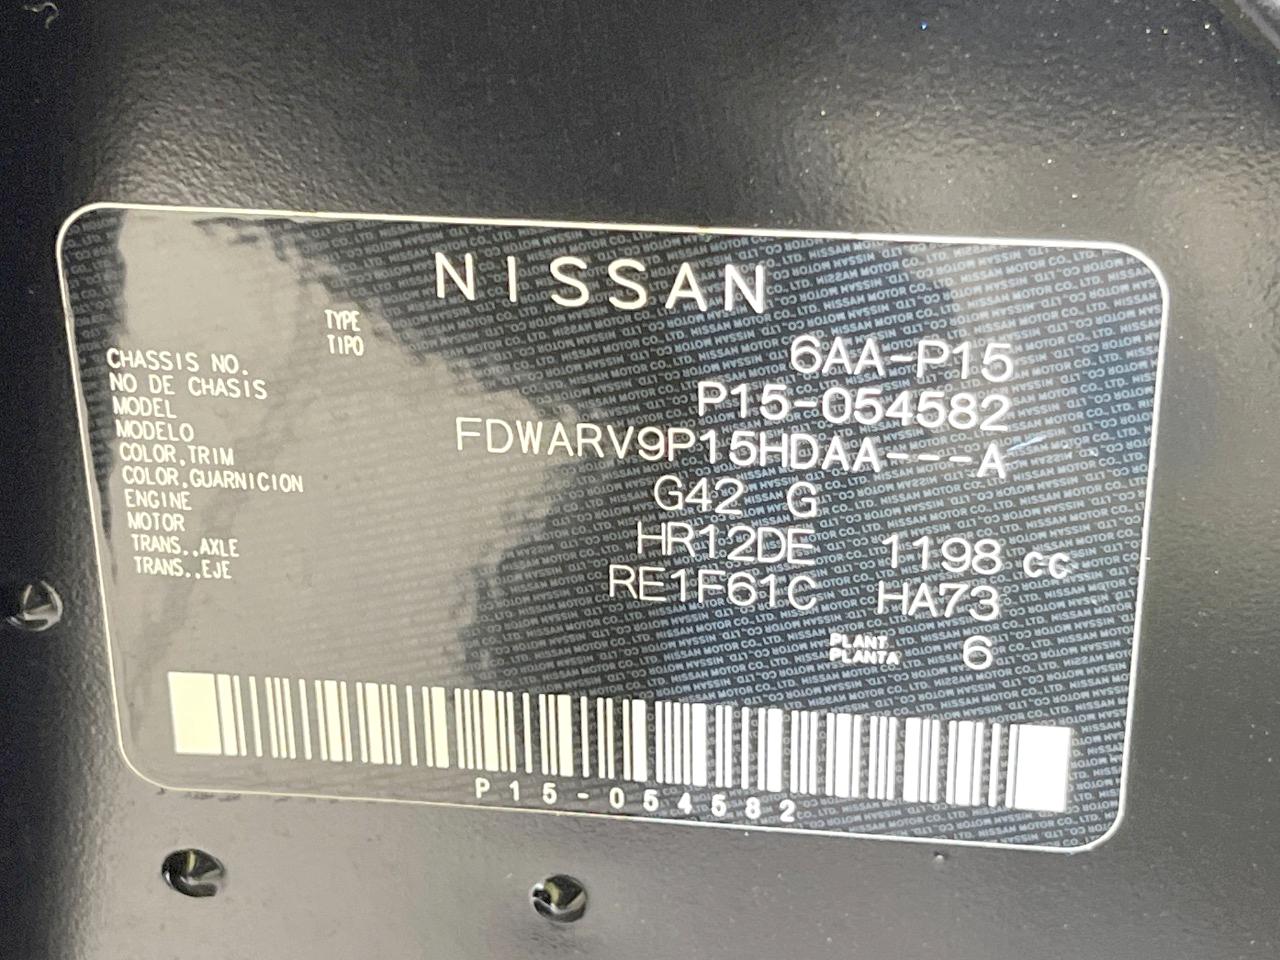 NISSAN
TYPE
TIPO
6AA-P15
CHASSIS NO.
NO DE CHASIS
P15-054582
MODEL
MODELO
FDWARV9P15HDAA---A
COLOR,TRIM
COLOR,GUARNICION
G42 G
ENGINE
MOTOR
HR12DE 1198 CC
TRANS.,AXLE
TRANS.,EJE
RE1F61C HA73
PLANT
PLANTA
6
P15-054582